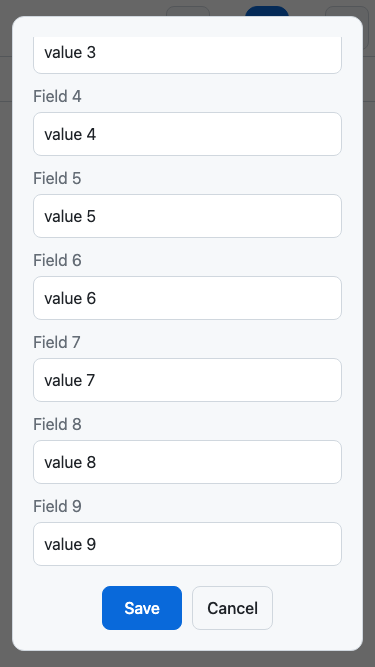 value 3
Field 4
value 4
Field 5
value 5
Field 6
value 6
Field 7
value 7
Field 8
value 8
Field 9
value 9
Save Cancel